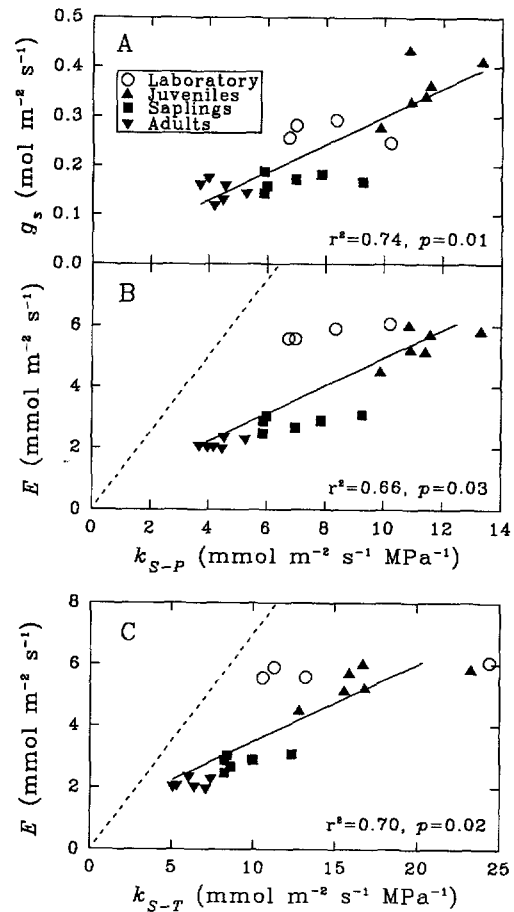 A
0.5
0.4
0.3
0.2
0.1
0.0
g_s (mol m⁻² s⁻¹)
Laboratory
Juveniles
Saplings
Adults
r²=0.74, p=0.01
B
6
4
2
0
E (mmol m⁻² s⁻¹)
r²=0.66, p=0.03
0 2 4 6 8 10 12 14
k_S-P (mmol m⁻² s⁻¹ MPa⁻¹)
C
8
6
4
2
0
E (mmol m⁻² s⁻¹)
r²=0.70, p=0.02
0 5 10 15 20 25
k_S-T (mmol m⁻² s⁻¹ MPa⁻¹)